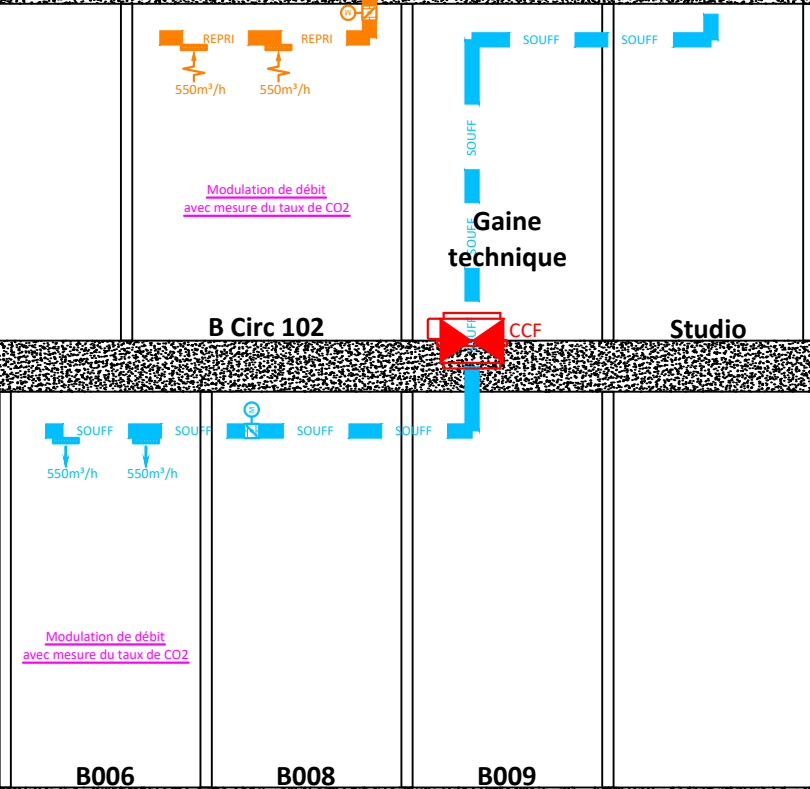 REPRI
REPRI
SOUFF
SOUFF
550m³/h
550m³/h
SOUFF
Modulation de débit
avec mesure du taux de CO2
SOUFF
Gaine
technique
B Circ 102
SOUFF
CCF
Studio
M
SOUFF
SOUFF
SOUFF
SOUFF
550m³/h
550m³/h
Modulation de débit
avec mesure du taux de CO2
B006
B008
B009